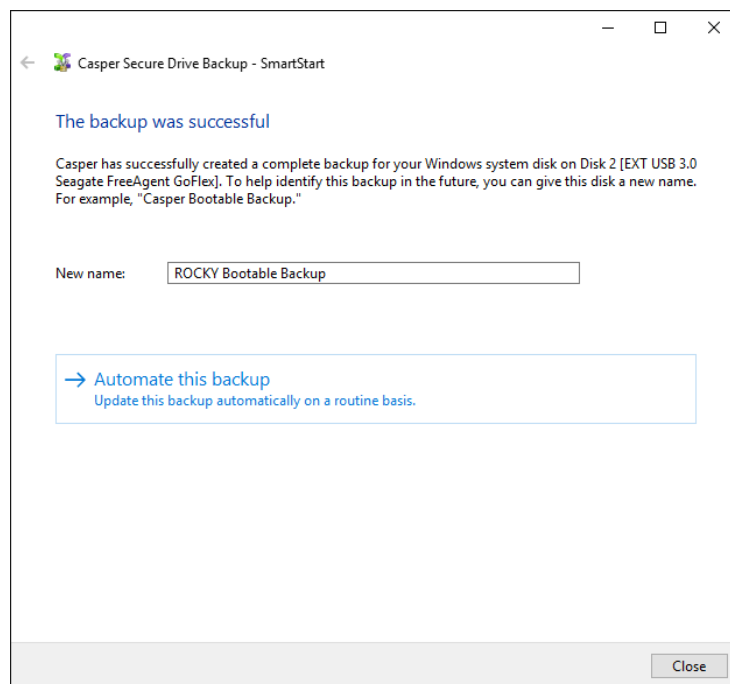 Casper Secure Drive Backup - SmartStart
The backup was successful
Casper has successfully created a complete backup for your Windows system disk on Disk 2 [EXT USB 3.0
Seagate FreeAgent GoFlex]. To help identify this backup in the future, you can give this disk a new name.
For example, "Casper Bootable Backup."
New name: ROCKY Bootable Backup
Automate this backup
Update this backup automatically on a routine basis.
Close